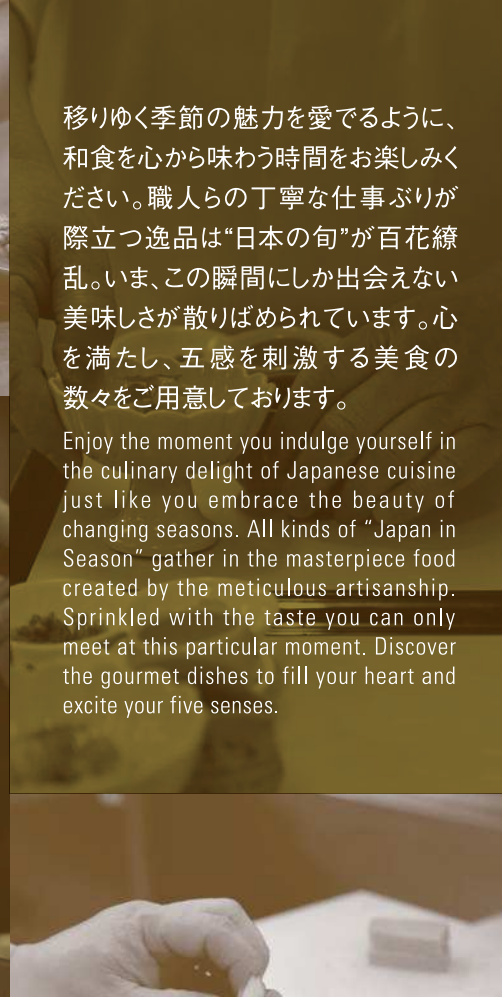 移りゆく季節の魅力を愛でるように、
和食を心から味わう時間をお楽しみく
ださい。職人らの丁寧な仕事ぶりが
際立つ逸品は“日本の旬”が百花繚
乱。いま、この瞬間にしか出会えない
美味しさが散りばめられています。心
を満たし、五感を刺激する美食の
数々をご用意しております。
Enjoy the moment you indulge yourself in
the culinary delight of Japanese cuisine
just like you embrace the beauty of
changing seasons. All kinds of “Japan in
Season” gather in the masterpiece food
created by the meticulous artisanship.
Sprinkled with the taste you can only
meet at this particular moment. Discover
the gourmet dishes to fill your heart and
excite your five senses.